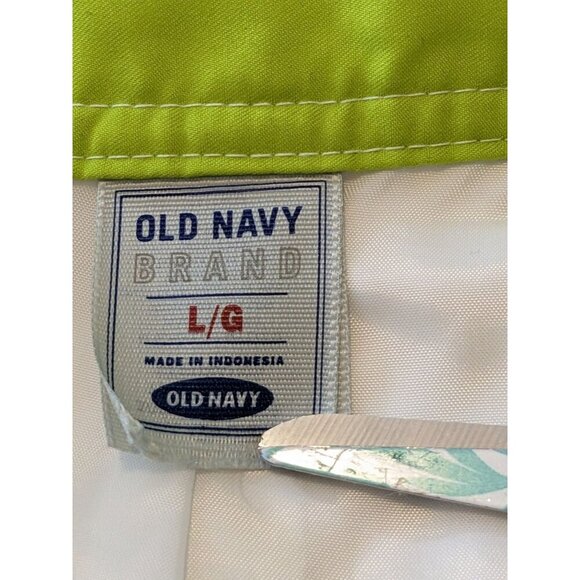 OLD NAVY
BRAND
L/G
MADE IN INDONESIA
OLD NAVY